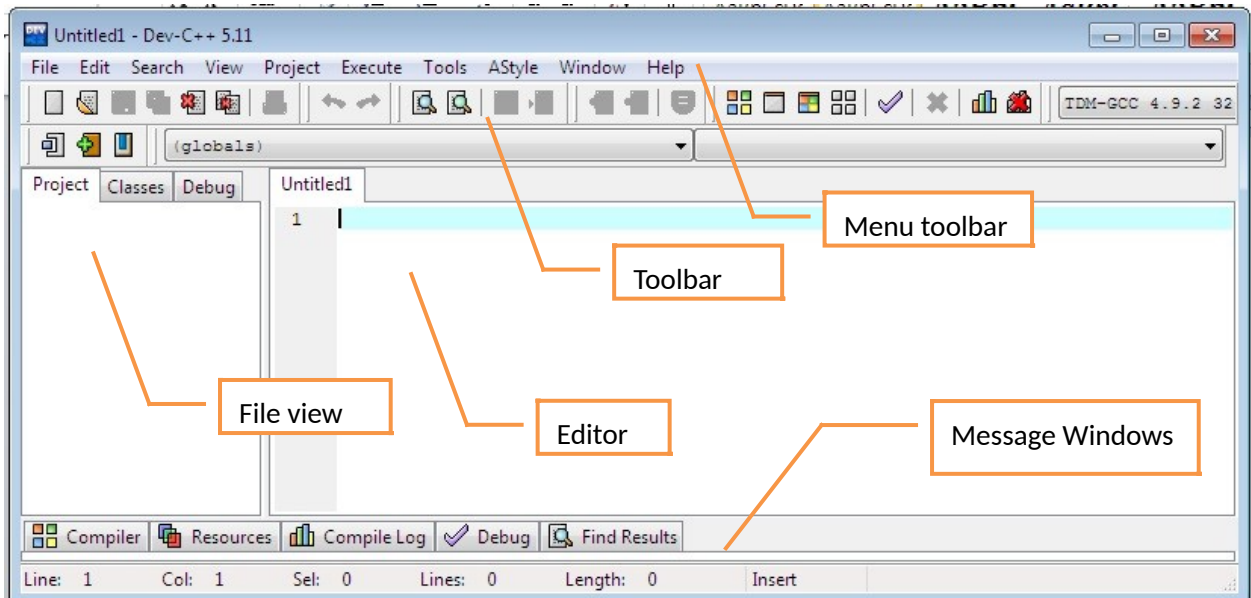 Untitled1 - Dev-C++ 5.11
File Edit Search View Project Execute Tools AStyle Window Help
TDM-GCC 4.9.2 32
(globals)
Project Classes Debug Untitled1
1
Menu toolbar
Toolbar
File view
Editor
Message Windows
Compiler Resources Compile Log Debug Find Results
Line: 1 Col: 1 Sel: 0 Lines: 0 Length: 0 Insert